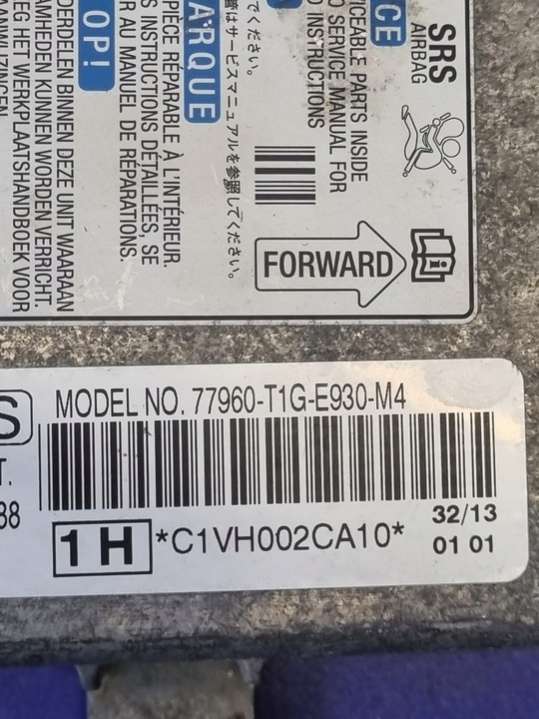 SRS
AIRBAG
ICE
ICEABLE PARTS INSIDE
O SERVICE MANUAL FOR
D INSTRUCTIONS
でください。
はサービスマニュアルを参照してください。
ARQUE
PIÈCE RÉPARABLE À L'INTÉRIEUR.
S INSTRUCTIONS DÉTAILLÉES, SE
R AU MANUEL DE RÉPARATIONS.
OP!
DERDELEN BINNEN DEZE UNIT WAARAAN
AMHEDEN KUNNEN WORDEN VERRICHT.
EG HET WERKPLAATSHANDBOEK VOOR
FORWARD
i
S
MODEL NO. 77960-T1G-E930-M4
T.
88
1H *C1VH002CA10*
32/13
01 01